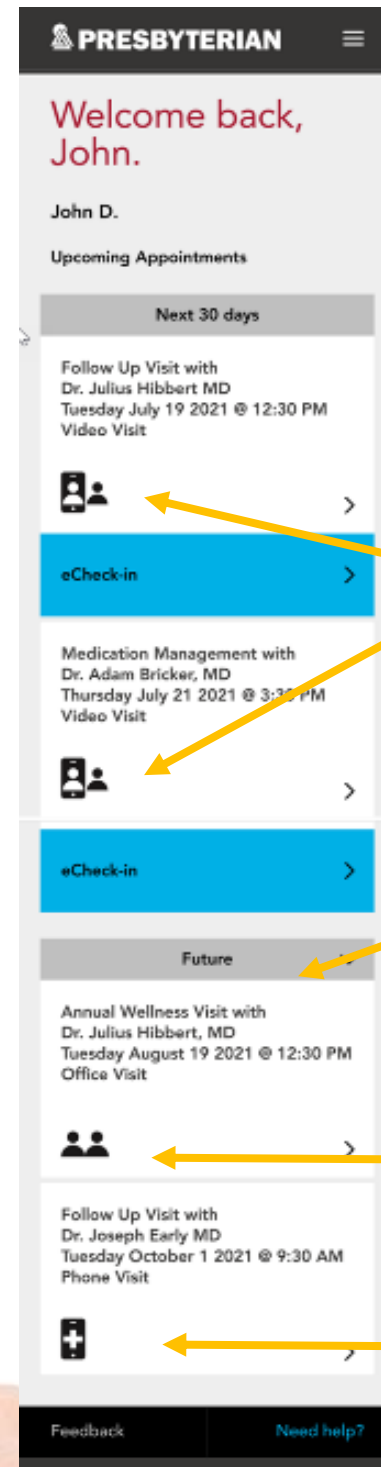 PRESBYTERIAN
Welcome back,
John.
John D.
Upcoming Appointments
Next 30 days
Follow Up Visit with
Dr. Julius Hibbert MD
Tuesday July 19 2021 @ 12:30 PM
Video Visit
eCheck-in
Medication Management with
Dr. Adam Bricker, MD
Thursday July 21 2021 @ 3:30 PM
Video Visit
eCheck-in
Future
Annual Wellness Visit with
Dr. Julius Hibbert, MD
Tuesday August 19 2021 @ 12:30 PM
Office Visit
Follow Up Visit with
Dr. Joseph Early MD
Tuesday October 1 2021 @ 9:30 AM
Phone Visit
Feedback Need help?